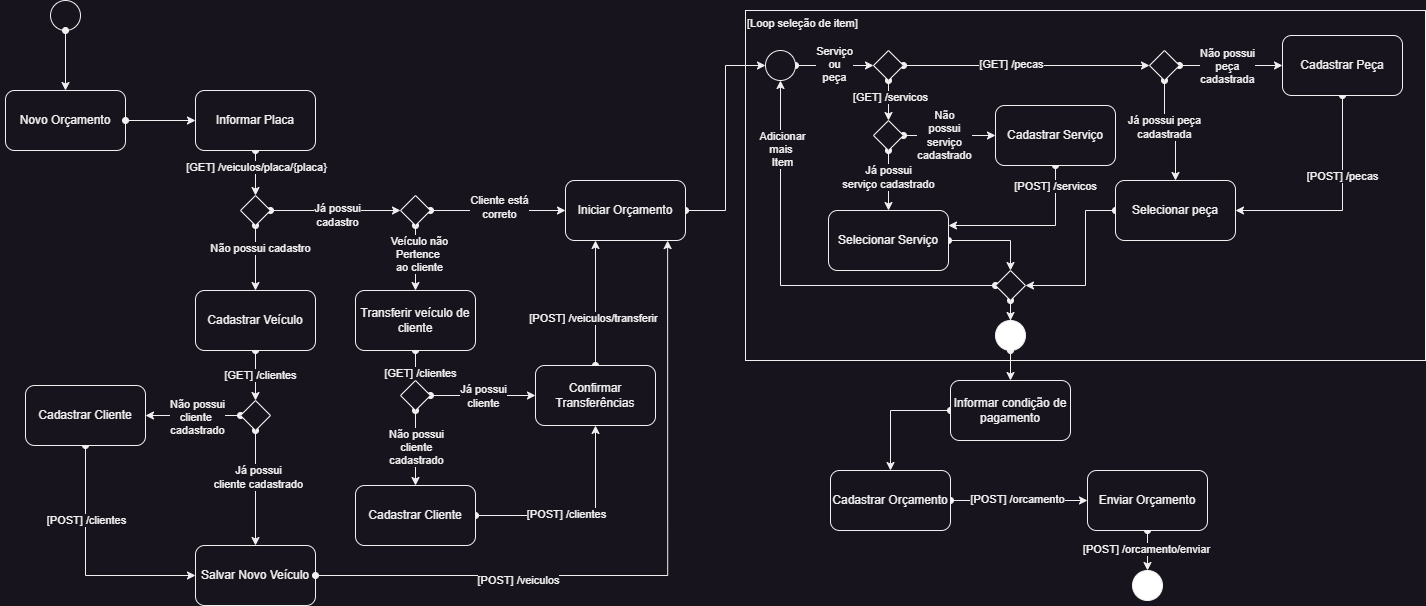 Novo Orçamento
Informar Placa
[GET] /veiculos/placa/{placa}
Já possui
cadastro
Não possui cadastro
Cadastrar Veículo
[GET] /clientes
Não possui
cliente
cadastrado
Cadastrar Cliente
[POST] /clientes
Já possui
cliente cadastrado
Salvar Novo Veículo
[POST] /veiculos
Cliente está
correto
Veículo não
Pertence
ao cliente
Transferir veículo de
cliente
[GET] /clientes
Já possui
cliente
Não possui
cliente
cadastrado
Cadastrar Cliente
[POST] /clientes
Confirmar
Transferências
[POST] /veiculos/transferir
Iniciar Orçamento
[Loop seleção de item]
Serviço
ou
peça
[GET] /pecas
Não possui
peça
cadastrada
Cadastrar Peça
[GET] /servicos
Não
possui
serviço
cadastrado
Cadastrar Serviço
Já possui peça
cadastrada
Adicionar
mais
Item
Já possui
serviço cadastrado
[POST] /servicos
[POST] /pecas
Selecionar Serviço
Selecionar peça
Informar condição de
pagamento
Cadastrar Orçamento
[POST] /orcamento
Enviar Orçamento
[POST] /orcamento/enviar